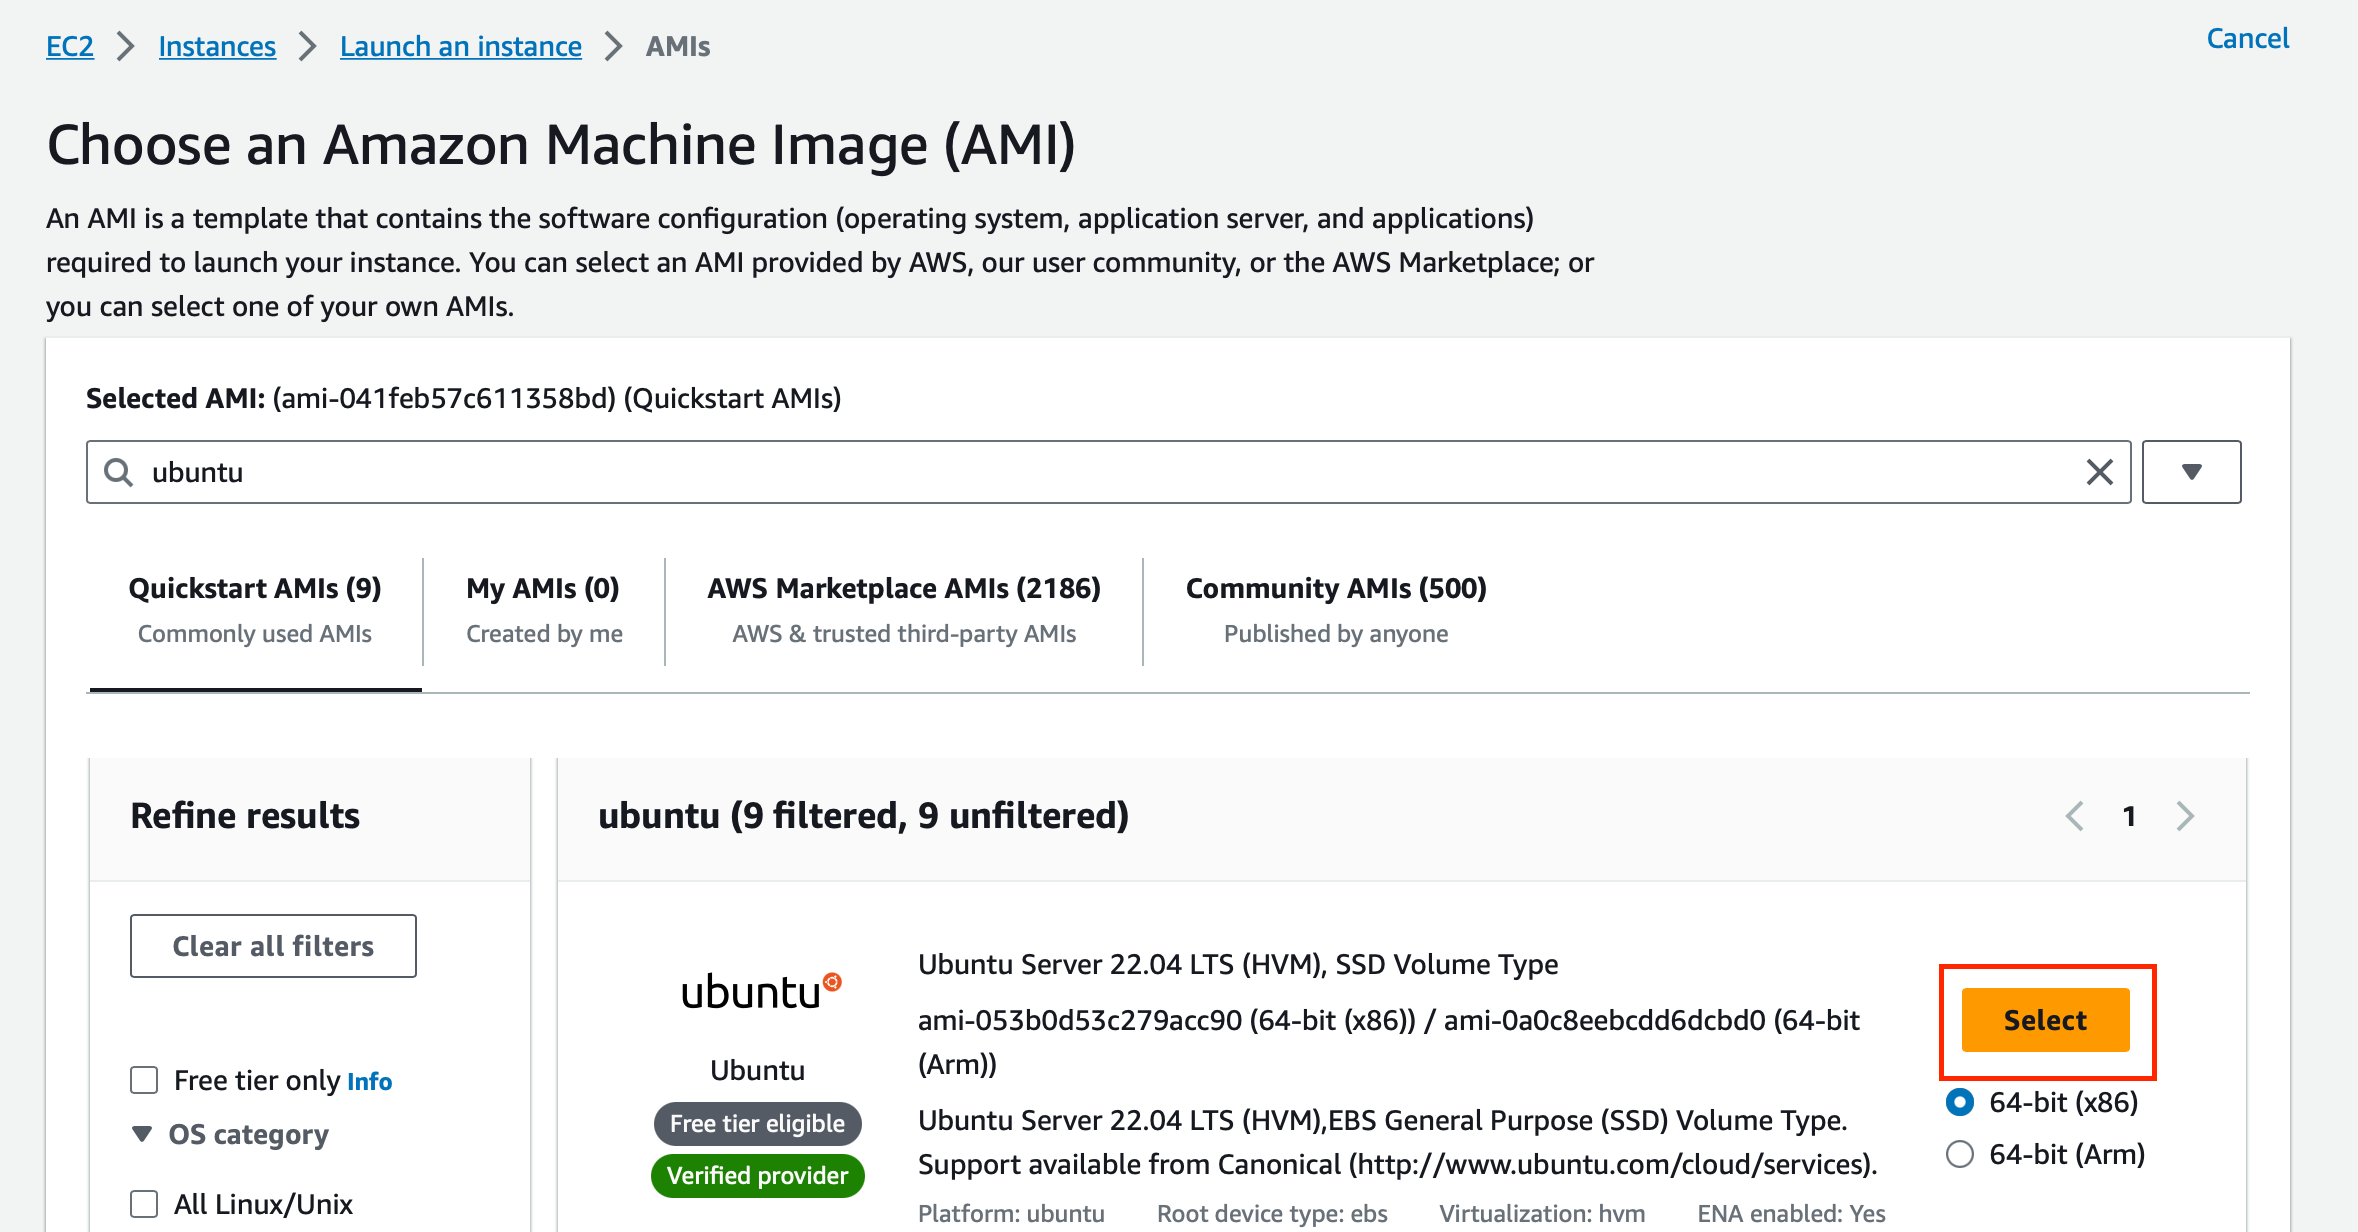 EC2 Instances Launch an instance AMIs
Cancel
Choose an Amazon Machine Image (AMI)
An AMI is a template that contains the software configuration (operating system, application server, and applications)
required to launch your instance. You can select an AMI provided by AWS, our user community, or the AWS Marketplace; or
you can select one of your own AMIs.
Selected AMI: (ami-041feb57c611358bd) (Quickstart AMIs)
ubuntu
Quickstart AMIs (9)
Commonly used AMIs
My AMIs (0)
Created by me
AWS Marketplace AMIs (2186)
AWS & trusted third-party AMIs
Community AMIs (500)
Published by anyone
Refine results
Clear all filters
Free tier only Info
OS category
All Linux/Unix
ubuntu (9 filtered, 9 unfiltered)
1
ubuntu
Ubuntu
Free tier eligible
Verified provider
Ubuntu Server 22.04 LTS (HVM), SSD Volume Type
ami-053b0d53c279acc90 (64-bit (x86)) / ami-0a0c8eebcdd6dcbd0 (64-bit
(Arm))
Ubuntu Server 22.04 LTS (HVM),EBS General Purpose (SSD) Volume Type.
Support available from Canonical (http://www.ubuntu.com/cloud/services).
Platform: ubuntu Root device type: ebs Virtualization: hvm ENA enabled: Yes
Select
64-bit (x86)
64-bit (Arm)